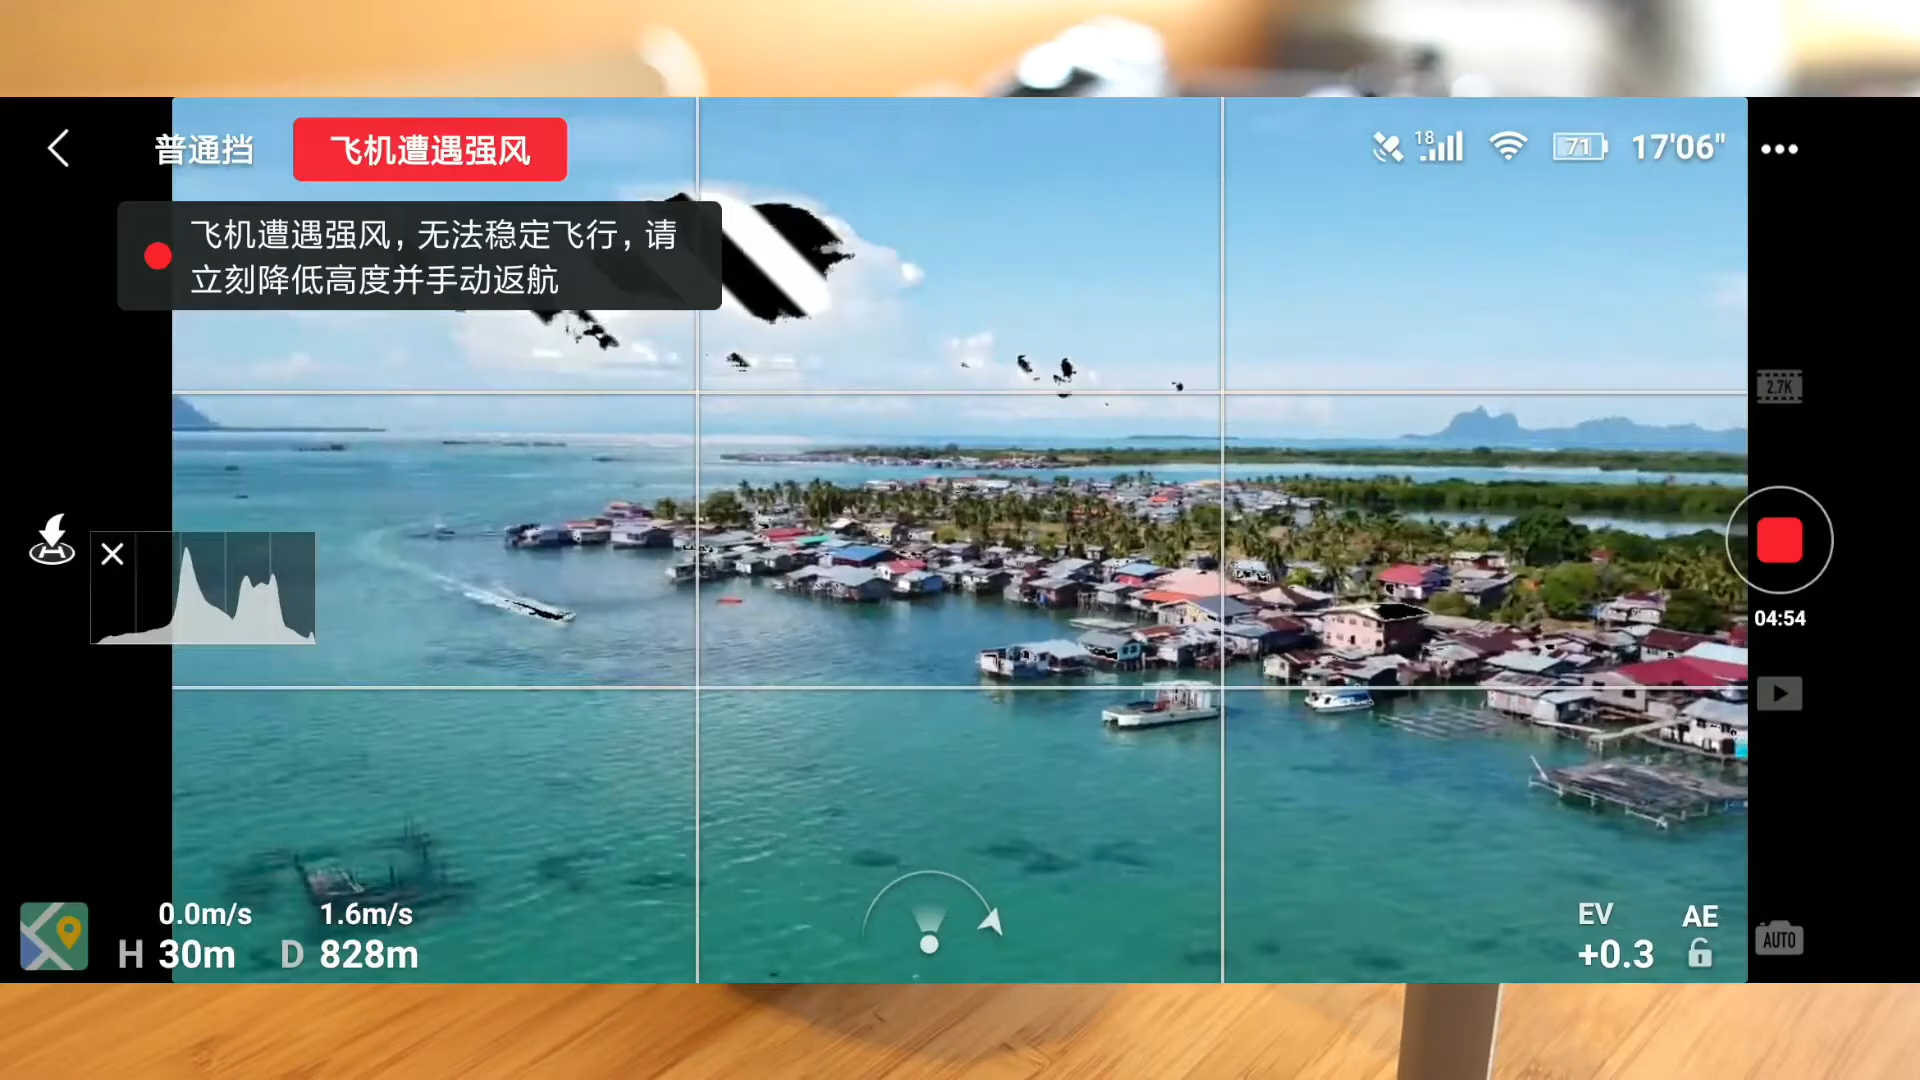 普通挡
飞机遭遇强风
18
71
17'06"
飞机遭遇强风，无法稳定飞行，请
立刻降低高度并手动返航
2.7K
04:54
0.0m/s
1.6m/s
H 30m
D 828m
EV
+0.3
AE
AUTO